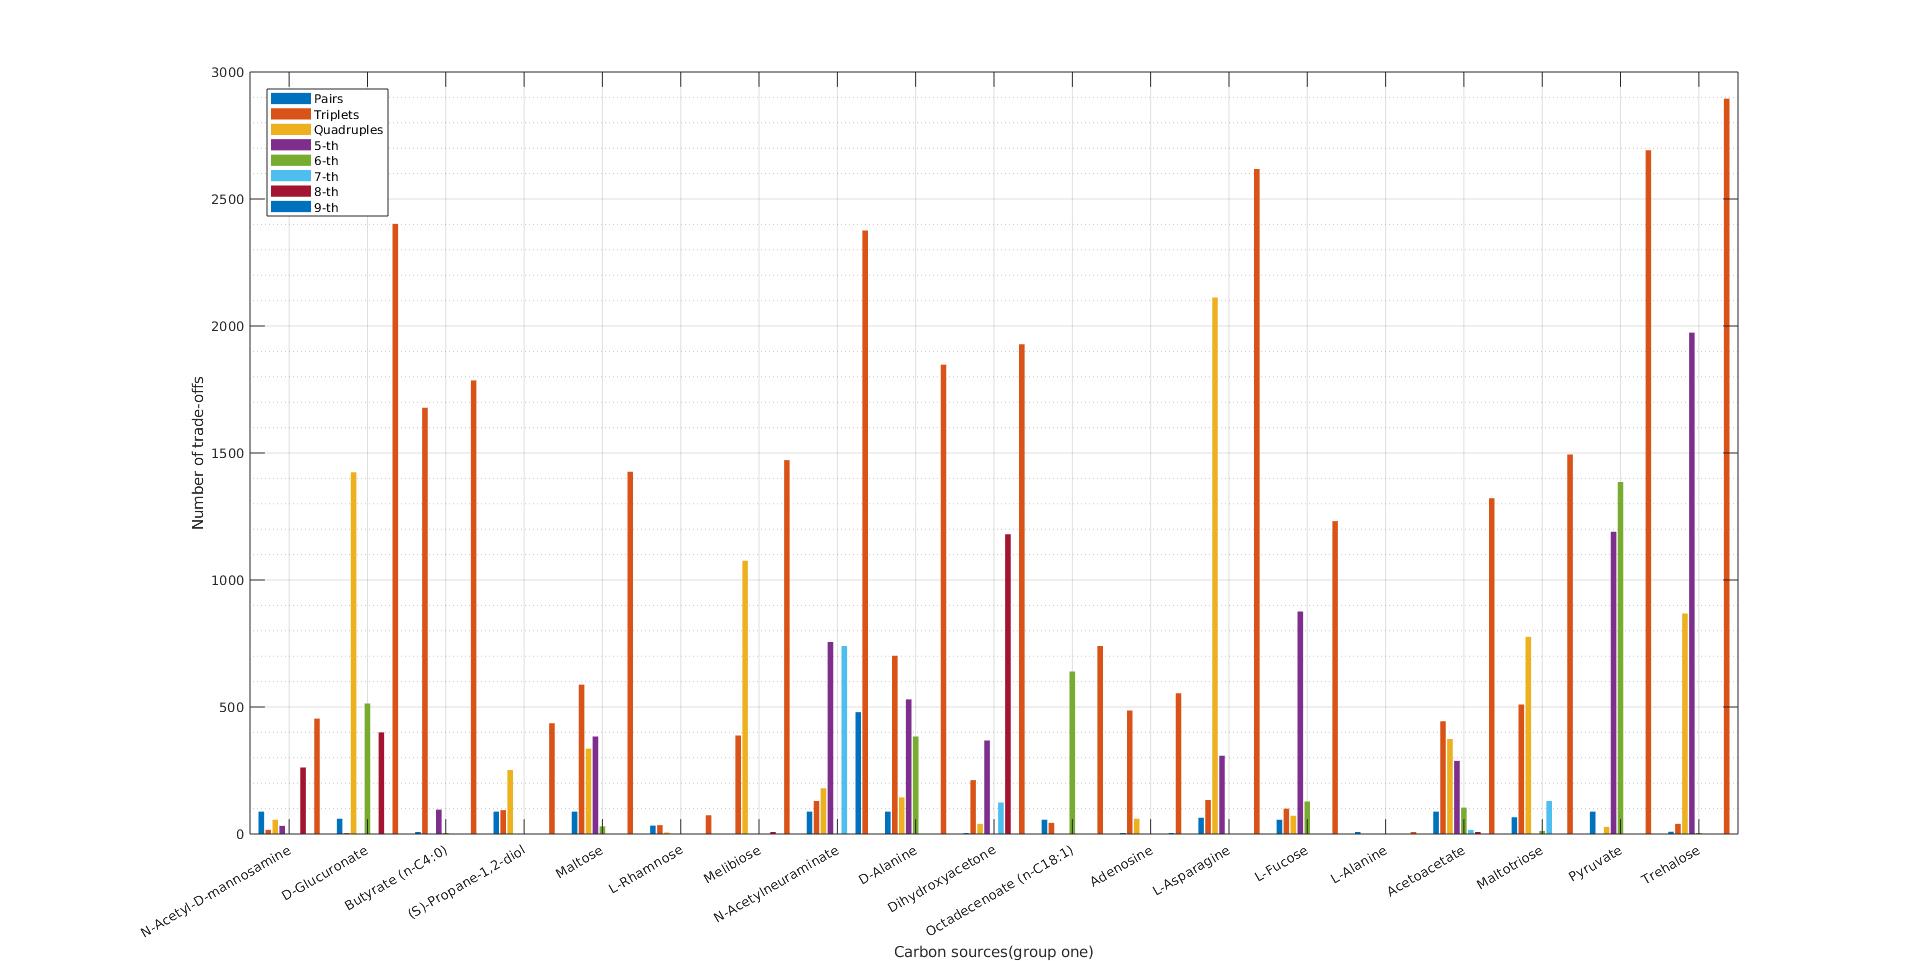 3000
2500
2000
1500
1000
500
0
Number of trade-offs
Pairs
Triplets
Quadruples
5-th
6-th
7-th
8-th
9-th
N-Acetyl-D-mannosamine
D-Glucuronate
Butyrate (n-C4:0)
(S)-Propane-1,2-diol
Maltose
L-Rhamnose
Melibiose
N-Acetylneuraminate
D-Alanine
Dihydroxyacetone
Octadecenoate (n-C18:1)
Adenosine
L-Asparagine
L-Fucose
L-Alanine
Acetoacetate
Maltotriose
Pyruvate
Trehalose
Carbon sources(group one)